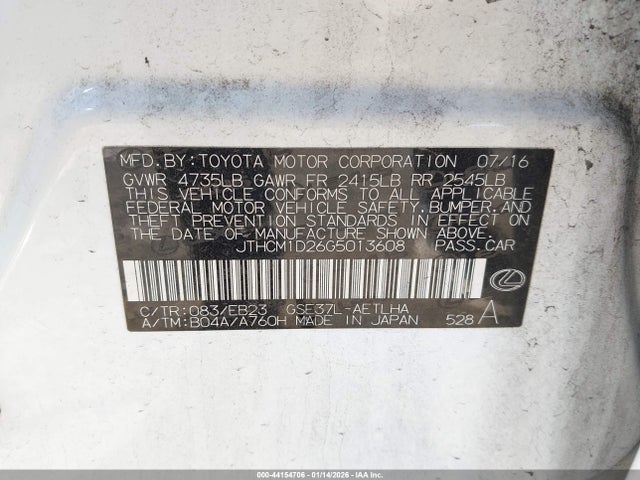 MFD. BY: TOYOTA MOTOR CORPORATION 07/16
GVWR 4735LB GAWR FR 2415LB RR 2545LB
THIS VEHICLE CONFORMS TO ALL APPLICABLE
FEDERAL MOTOR VEHICLE SAFETY, BUMPER, AND
THEFT PREVENTION STANDARDS IN EFFECT ON
THE DATE OF MANUFACTURE SHOWN ABOVE.
JTHCM1D26G5013608 PASS. CAR
C/TR: 083/EB23 GSE37L-AETLHA
A/TM: B04A/A760H MADE IN JAPAN 528 A
000-44154706 - 01/14/2026 - IAA Inc.